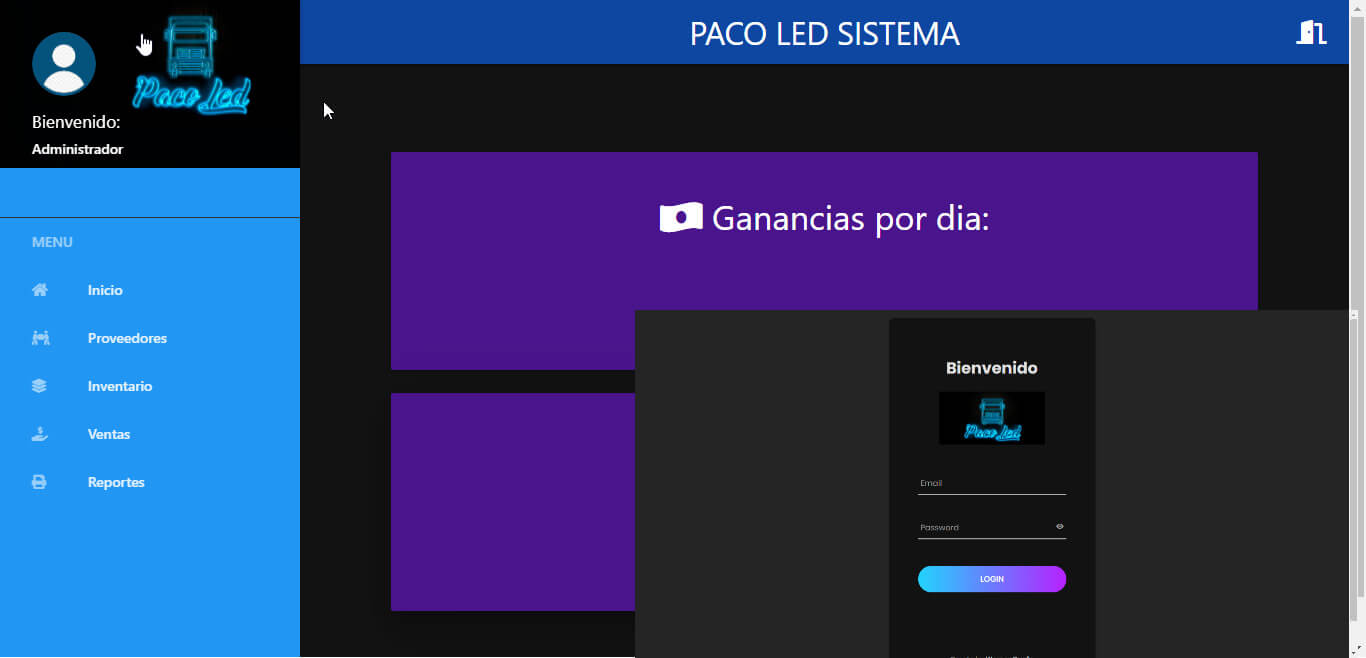 Paco Led
Bienvenido:
Administrador
MENU
Inicio
Proveedores
Inventario
Ventas
Reportes
PACO LED SISTEMA
Ganancias por dia:
Bienvenido
Paco Led
Email
Password
LOGIN